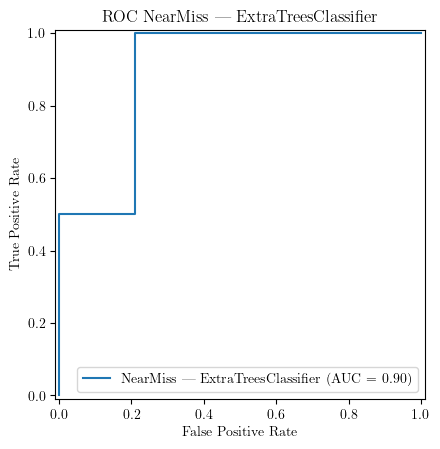 ROC NearMiss — ExtraTreesClassifier
1.0
0.8
0.6
0.4
0.2
0.0
True Positive Rate
NearMiss — ExtraTreesClassifier (AUC = 0.90)
0.0 0.2 0.4 0.6 0.8 1.0
False Positive Rate